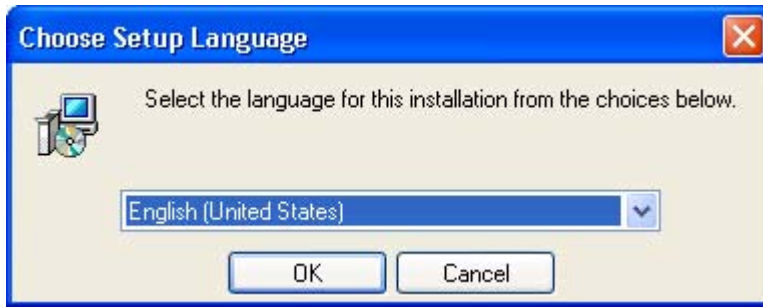 Choose Setup Language
Select the language for this installation from the choices below.
English (United States)
OK
Cancel